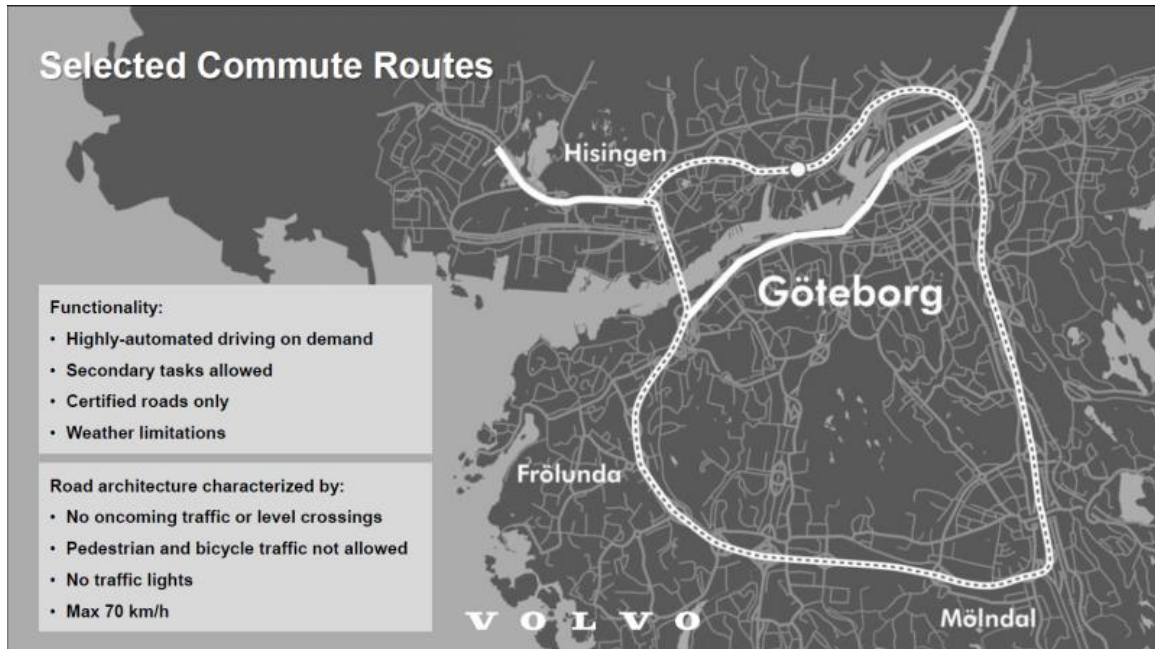 Selected Commute Routes
Hisingen
Göteborg
Functionality:
• Highly-automated driving on demand
• Secondary tasks allowed
• Certified roads only
• Weather limitations
Frölunda
Road architecture characterized by:
• No oncoming traffic or level crossings
• Pedestrian and bicycle traffic not allowed
• No traffic lights
• Max 70 km/h
VOLVO
Mölndal